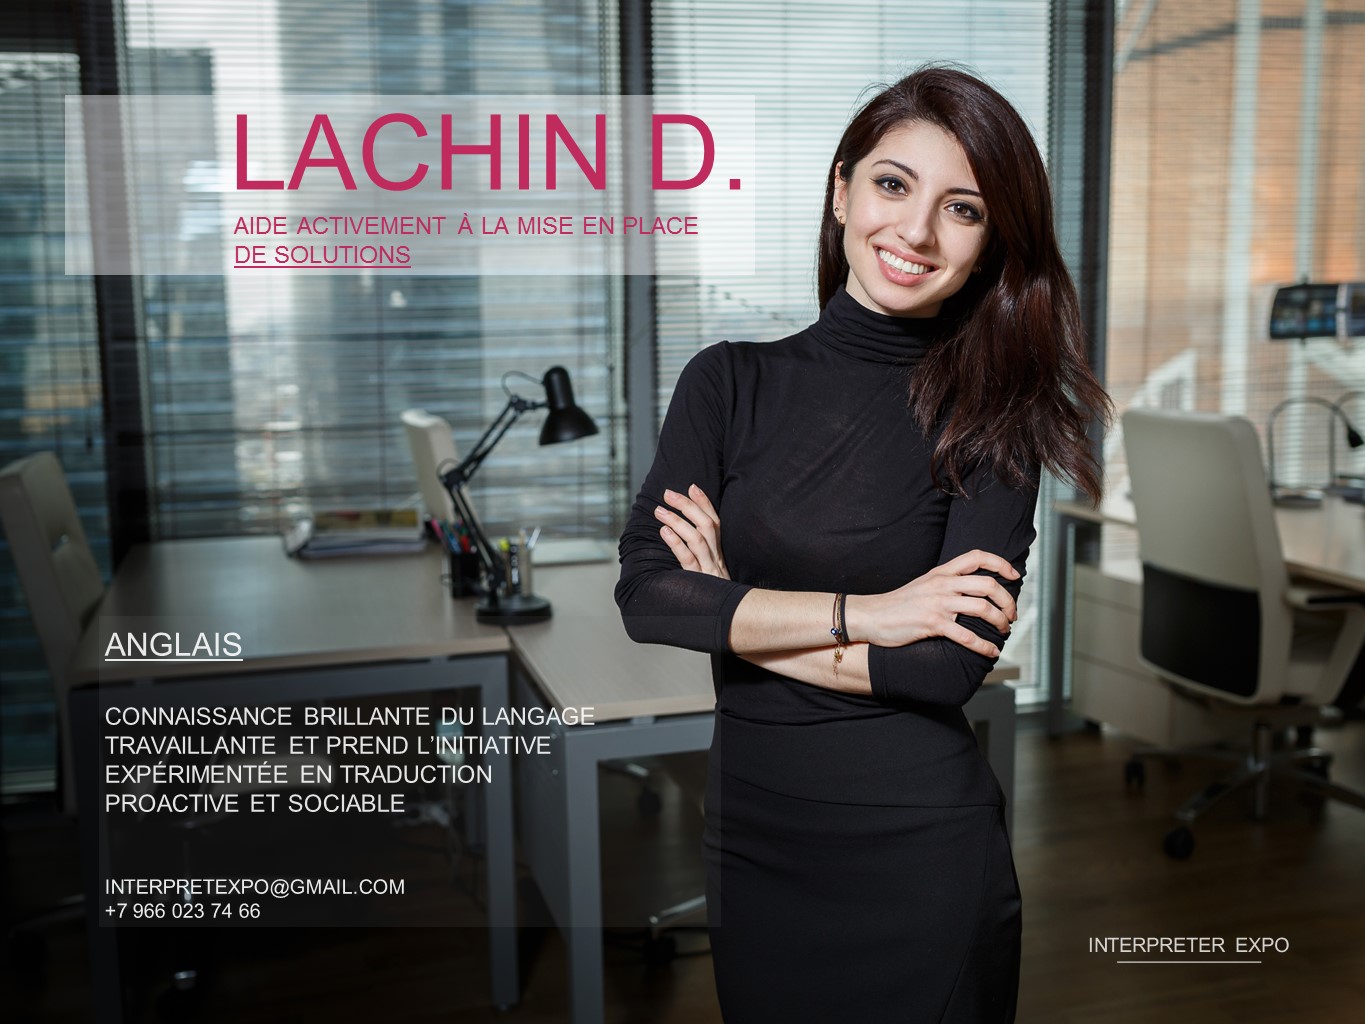 LACHIN D.
AIDE ACTIVEMENT À LA MISE EN PLACE
DE SOLUTIONS
ANGLAIS
CONNAISSANCE BRILLANTE DU LANGAGE
TRAVAILLANTE ET PREND L’INITIATIVE
EXPÉRIMENTÉE EN TRADUCTION
PROACTIVE ET SOCIABLE
INTERPRETEXPO@GMAIL.COM
+7 966 023 74 66
INTERPRETER EXPO